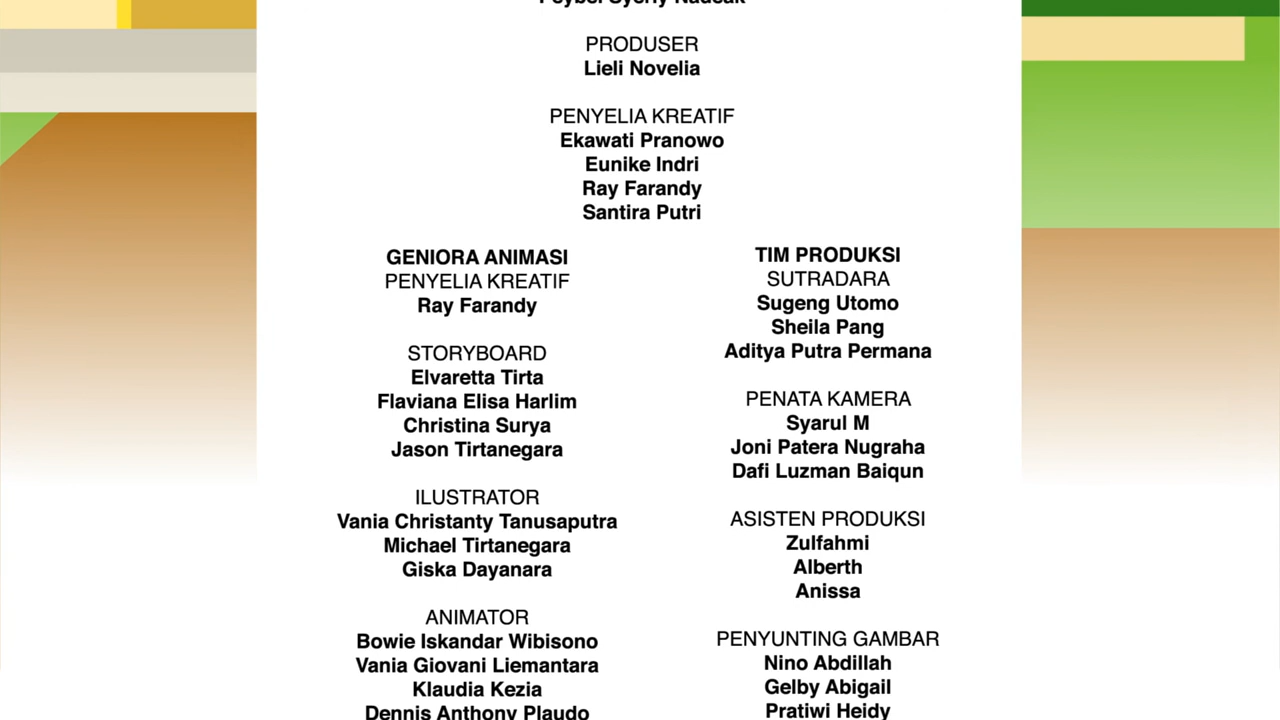 PRODUSER
Lieli Novelia
PENYELIA KREATIF
Ekawati Pranowo
Eunike Indri
Ray Farandy
Santira Putri
GENIORA ANIMASI
PENYELIA KREATIF
Ray Farandy
STORYBOARD
Elvaretta Tirta
Flaviana Elisa Harlim
Christina Surya
Jason Tirtanegara
ILUSTRATOR
Vania Christanty Tanusaputra
Michael Tirtanegara
Giska Dayanara
ANIMATOR
Bowie Iskandar Wibisono
Vania Giovani Liemantara
Klaudia Kezia
Dennis Anthony Plaudo
TIM PRODUKSI
SUTRADARA
Sugeng Utomo
Sheila Pang
Aditya Putra Permana
PENATA KAMERA
Syarul M
Joni Patera Nugraha
Dafi Luzman Baiqun
ASISTEN PRODUKSI
Zulfahmi
Alberth
Anissa
PENYUNTING GAMBAR
Nino Abdillah
Gelby Abigail
Pratiwi Heidy